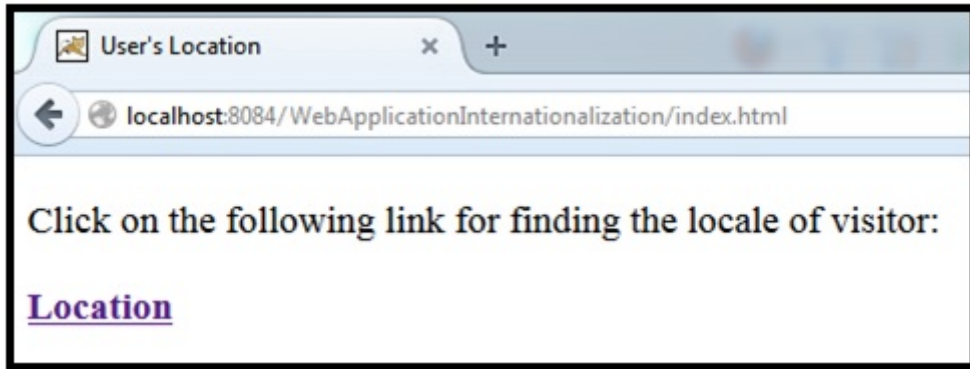 User's Location
localhost:8084/WebApplicationInternationalization/index.html
Click on the following link for finding the locale of visitor:
Location